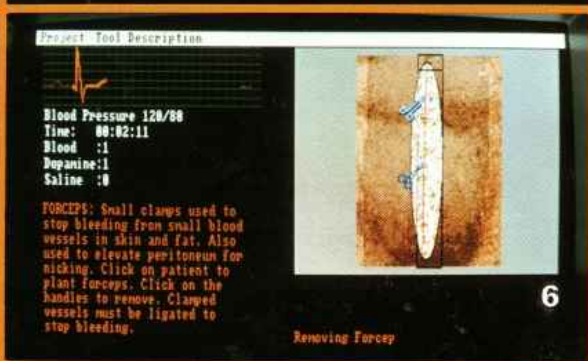 Project Tool Description
Blood Pressure 120/80
Time: 00:02:11
Blood :1
Dopamine:1
Saline :0
FORCEPS: Small clamps used to
stop bleeding from small blood
vessels in skin and fat. Also
used to elevate peritoneum for
nicking. Click on patient to
plant forceps. Click on the
handles to remove. Clamped
vessels must be ligated to
stop bleeding.
6
Removing Forcep